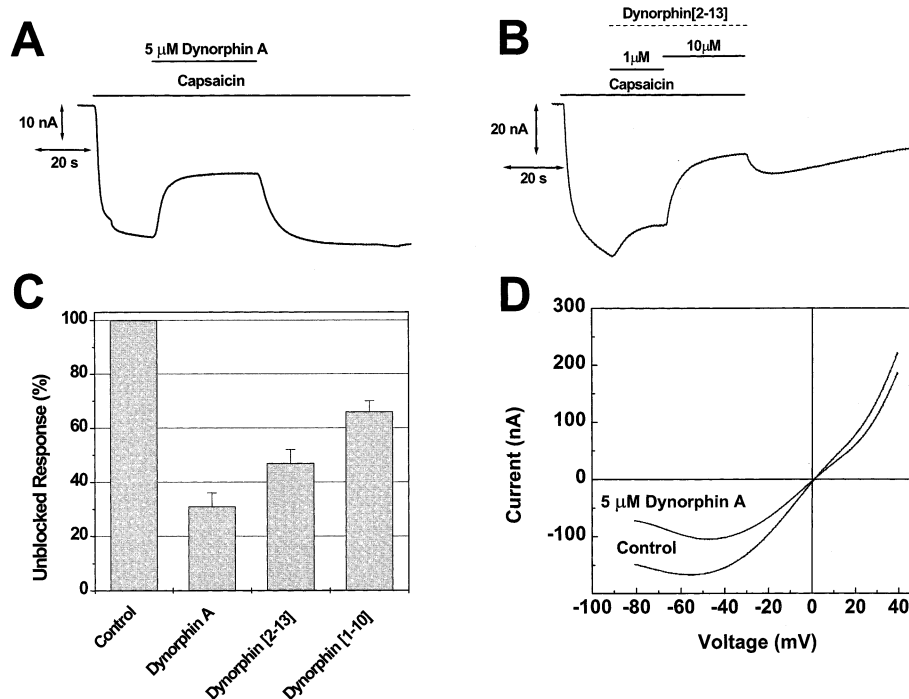 A
5 µM Dynorphin A
Capsaicin
10 nA
20 s
B
Dynorphin[2-13]
10µM
1µM
Capsaicin
20 nA
20 s
C
Unblocked Response (%)
100
80
60
40
20
0
Control
Dynorphin A
Dynorphin [2-13]
Dynorphin [1-10]
D
Current (nA)
300
200
100
0
-100
5 µM Dynorphin A
Control
-100 -80 -60 -40 -20 0 20 40
Voltage (mV)